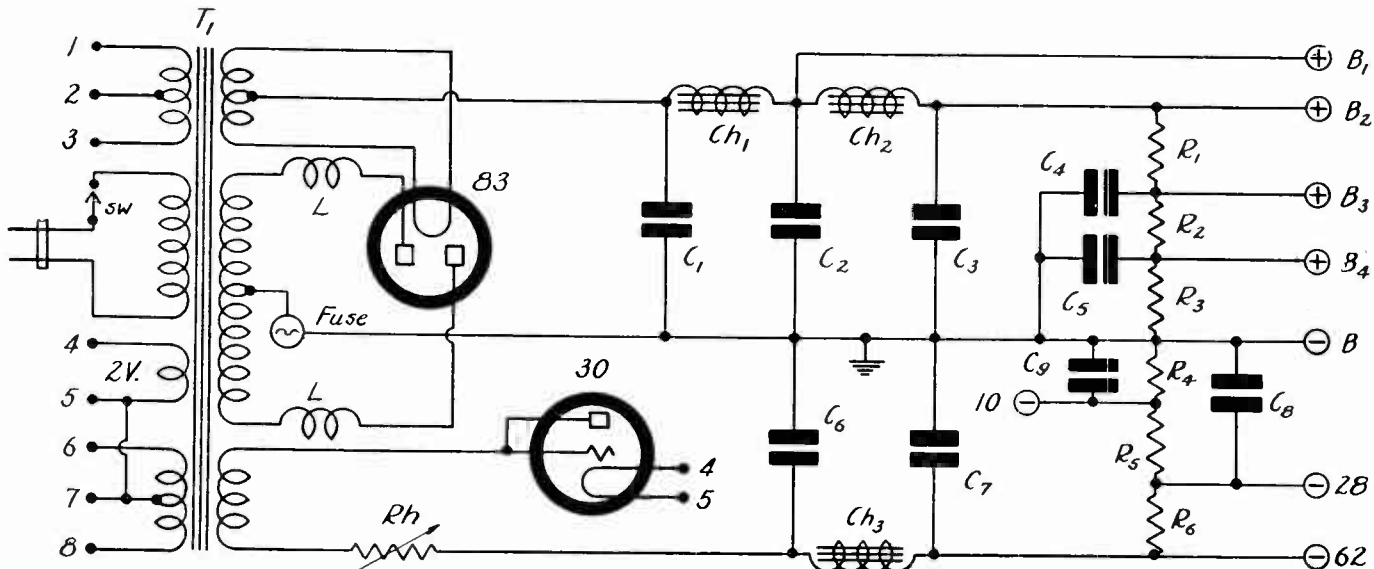 T1
1
2
3
SW
4
2V.
5
6
7
8
L
83
Fuse
L
30
4
5
Rh
Ch1
Ch2
Ch3
C1
C2
C3
C4
C5
C6
C7
C8
C9
R1
R2
R3
R4
R5
R6
10 −
+ B1
+ B2
+ B3
+ B4
− B
− 28
− 62